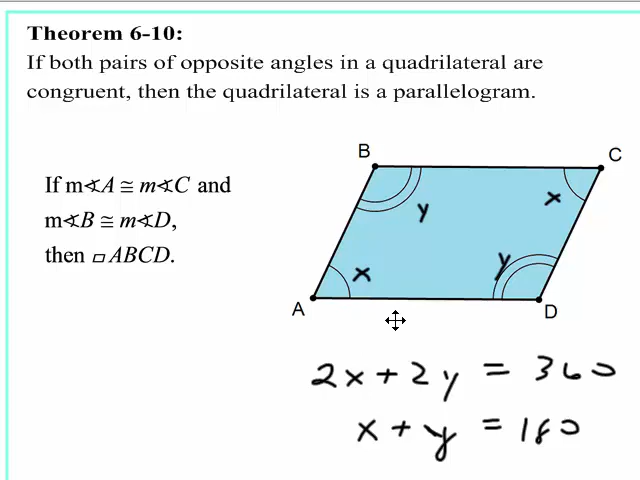 Theorem 6-10:
If both pairs of opposite angles in a quadrilateral are
congruent, then the quadrilateral is a parallelogram.
If m∢A ≅ m∢C and
m∢B ≅ m∢D,
then ▱ABCD.
B
C
x
y
y
x
A
D
2x + 2y = 360
x + y = 180